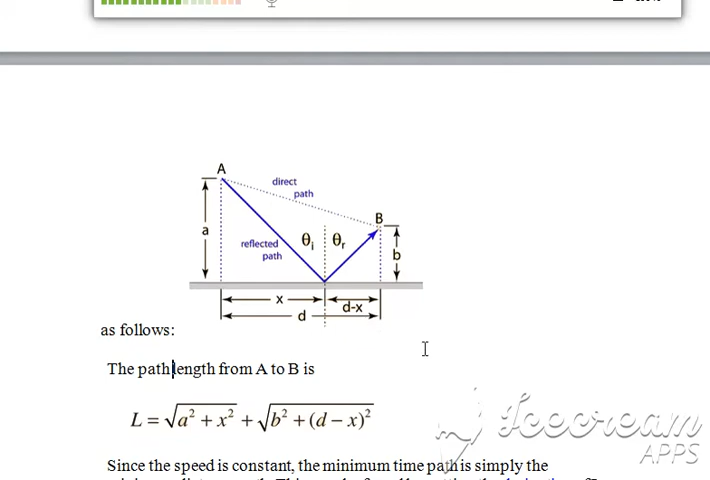 A
direct
path
B
a
reflected
path
θi
θr
b
x
d-x
d
as follows:
The path length from A to B is
L = √a² + x² + √b² + (d − x)²
Icecream
APPS
Since the speed is constant, the minimum time path is simply the